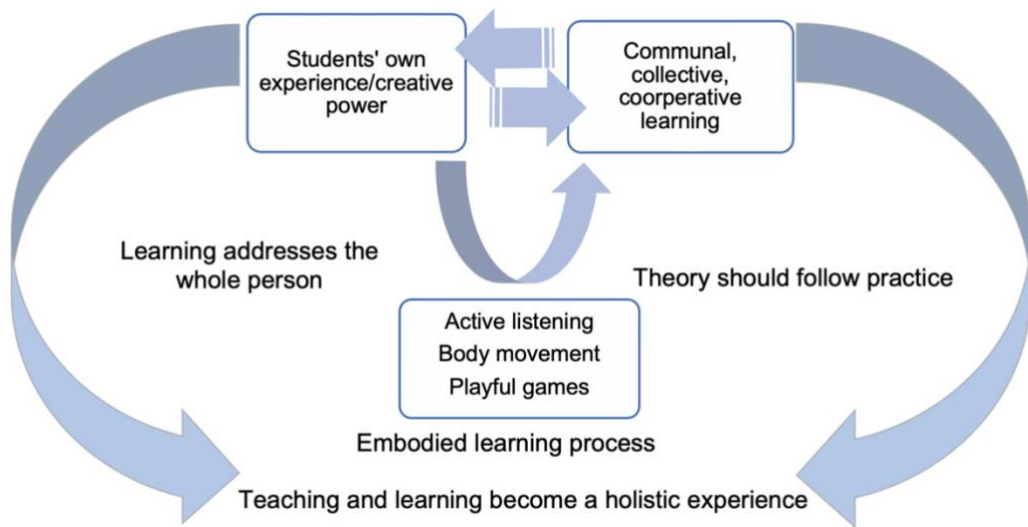 Students' own
experience/creative
power
Communal,
collective,
coorperative
learning
Learning addresses the
whole person
Theory should follow practice
Active listening
Body movement
Playful games
Embodied learning process
Teaching and learning become a holistic experience